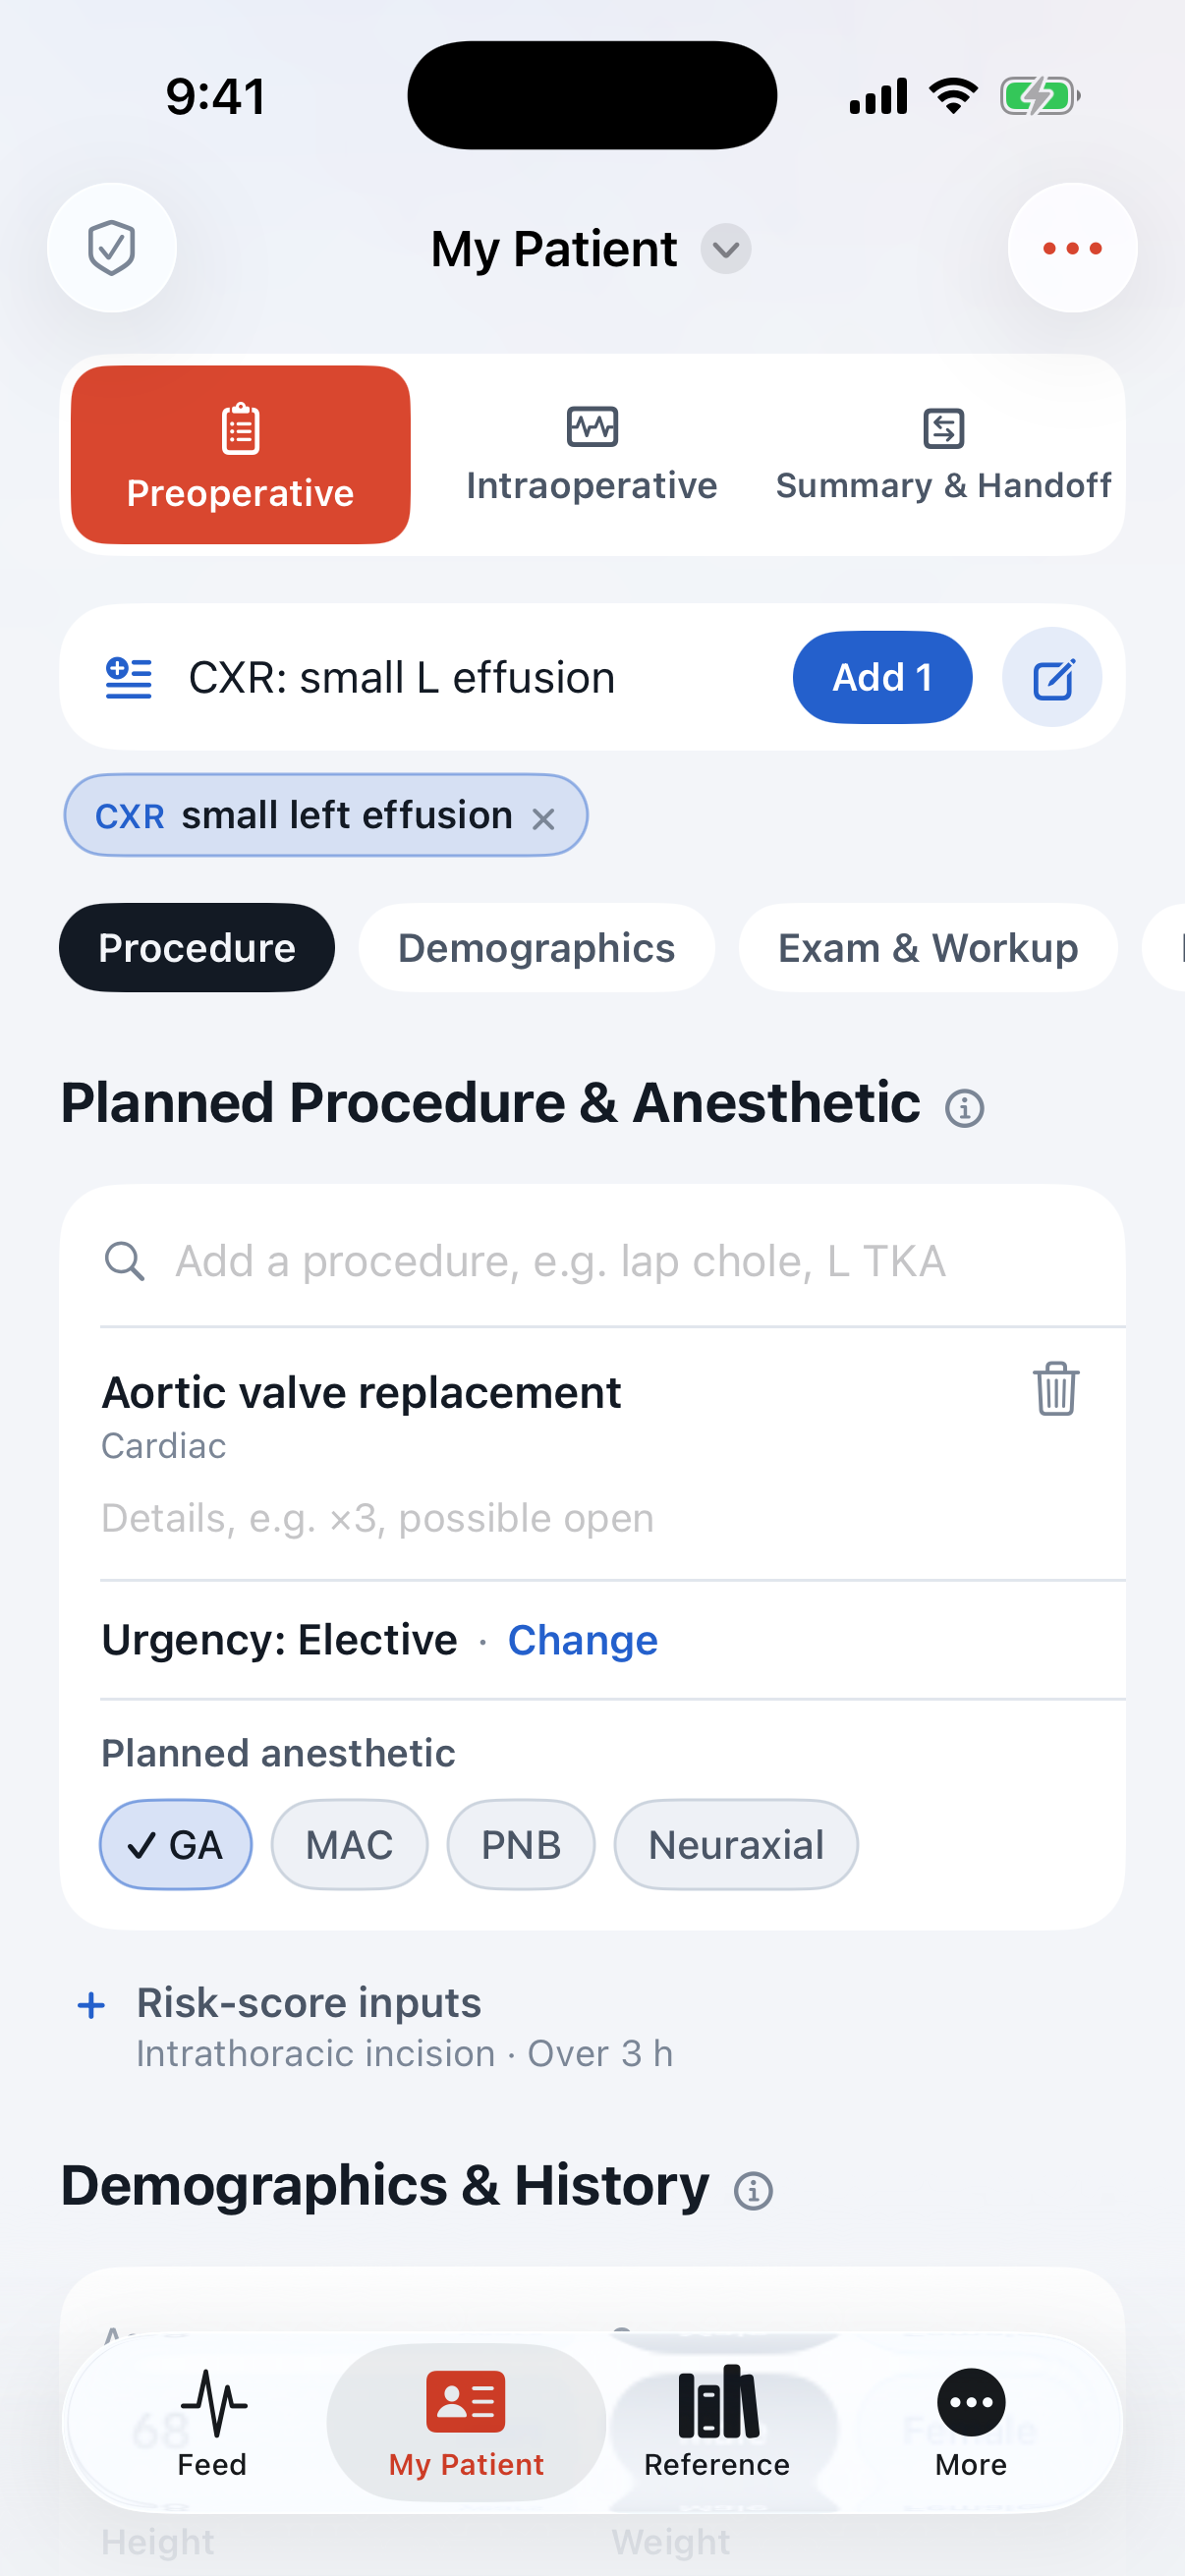 9:41
My Patient
Preoperative
Intraoperative
Summary & Handoff
CXR: small L effusion
Add 1
CXR small left effusion ×
Procedure
Demographics
Exam & Workup
Planned Procedure & Anesthetic
Add a procedure, e.g. lap chole, L TKA
Aortic valve replacement
Cardiac
Details, e.g. ×3, possible open
Urgency: Elective · Change
Planned anesthetic
✓ GA
MAC
PNB
Neuraxial
+ Risk-score inputs
Intrathoracic incision · Over 3 h
Demographics & History
68
Female
Feed
My Patient
Reference
More
Height
Weight